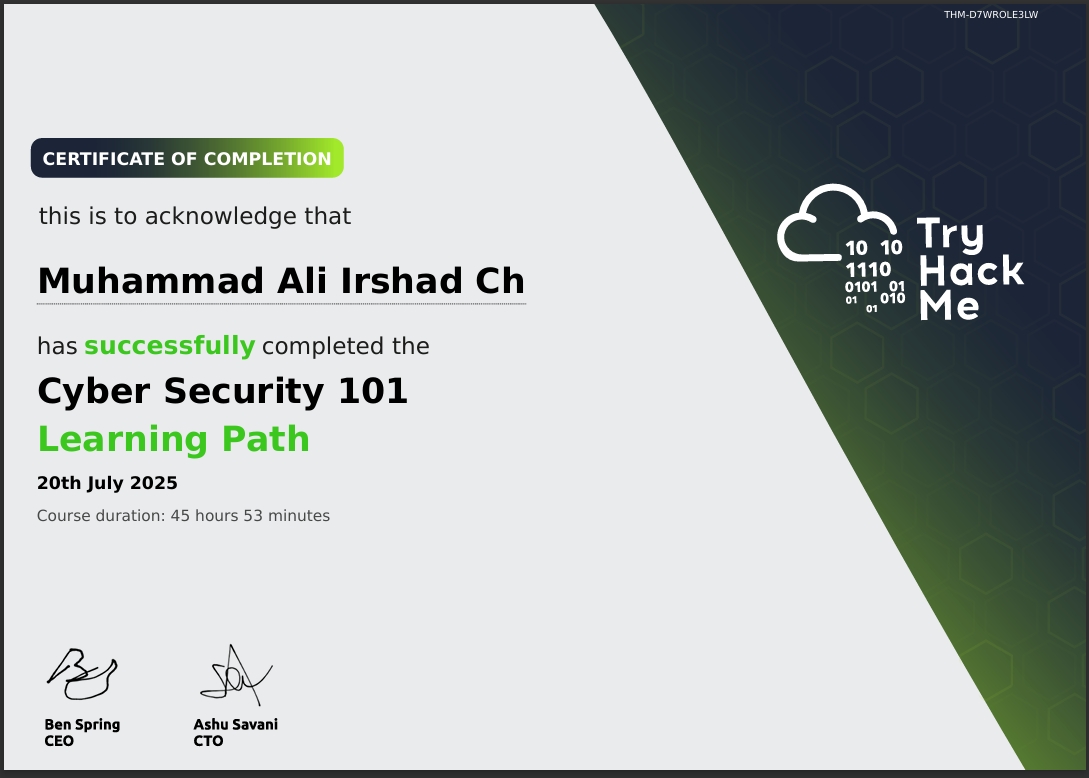 THM-D7WROLE3LW
CERTIFICATE OF COMPLETION
this is to acknowledge that
Muhammad Ali Irshad Ch
has successfully completed the
Cyber Security 101
Learning Path
20th July 2025
Course duration: 45 hours 53 minutes
10 10
1110
0101 01
01 010
01
Try
Hack
Me
Ben Spring
CEO
Ashu Savani
CTO